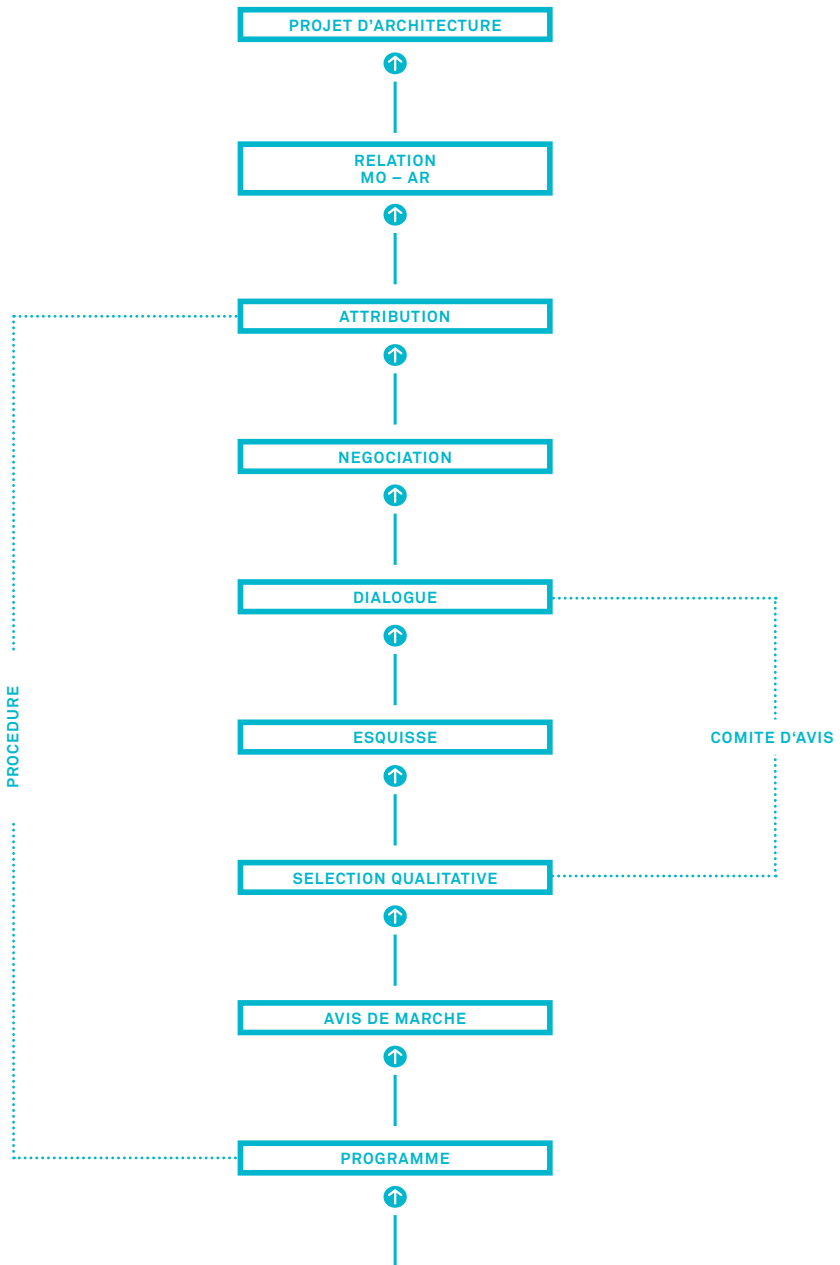 PROJET D'ARCHITECTURE
RELATION
MO – AR
ATTRIBUTION
NEGOCIATION
DIALOGUE
PROCEDURE
ESQUISSE
COMITE D‘AVIS
SELECTION QUALITATIVE
AVIS DE MARCHE
PROGRAMME